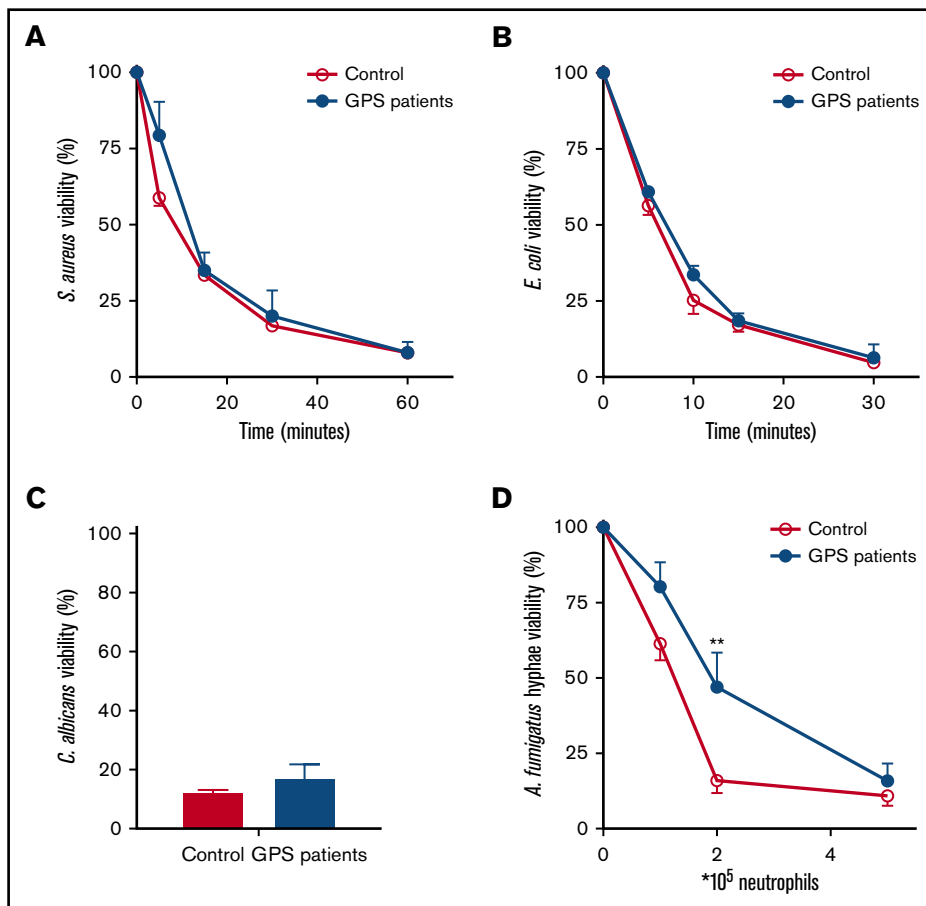 A
Control
GPS patients
100
75
50
25
0
S. aureus viability (%)
0 20 40 60
Time (minutes)
B
Control
GPS patients
100
75
50
25
0
E. coli viability (%)
0 10 20 30
Time (minutes)
C
100
80
60
40
20
0
C. albicans viability (%)
Control GPS patients
D
Control
GPS patients
100
75
50
25
0
A. fumigatus hyphae viability (%)
**
0 2 4
*10⁵ neutrophils